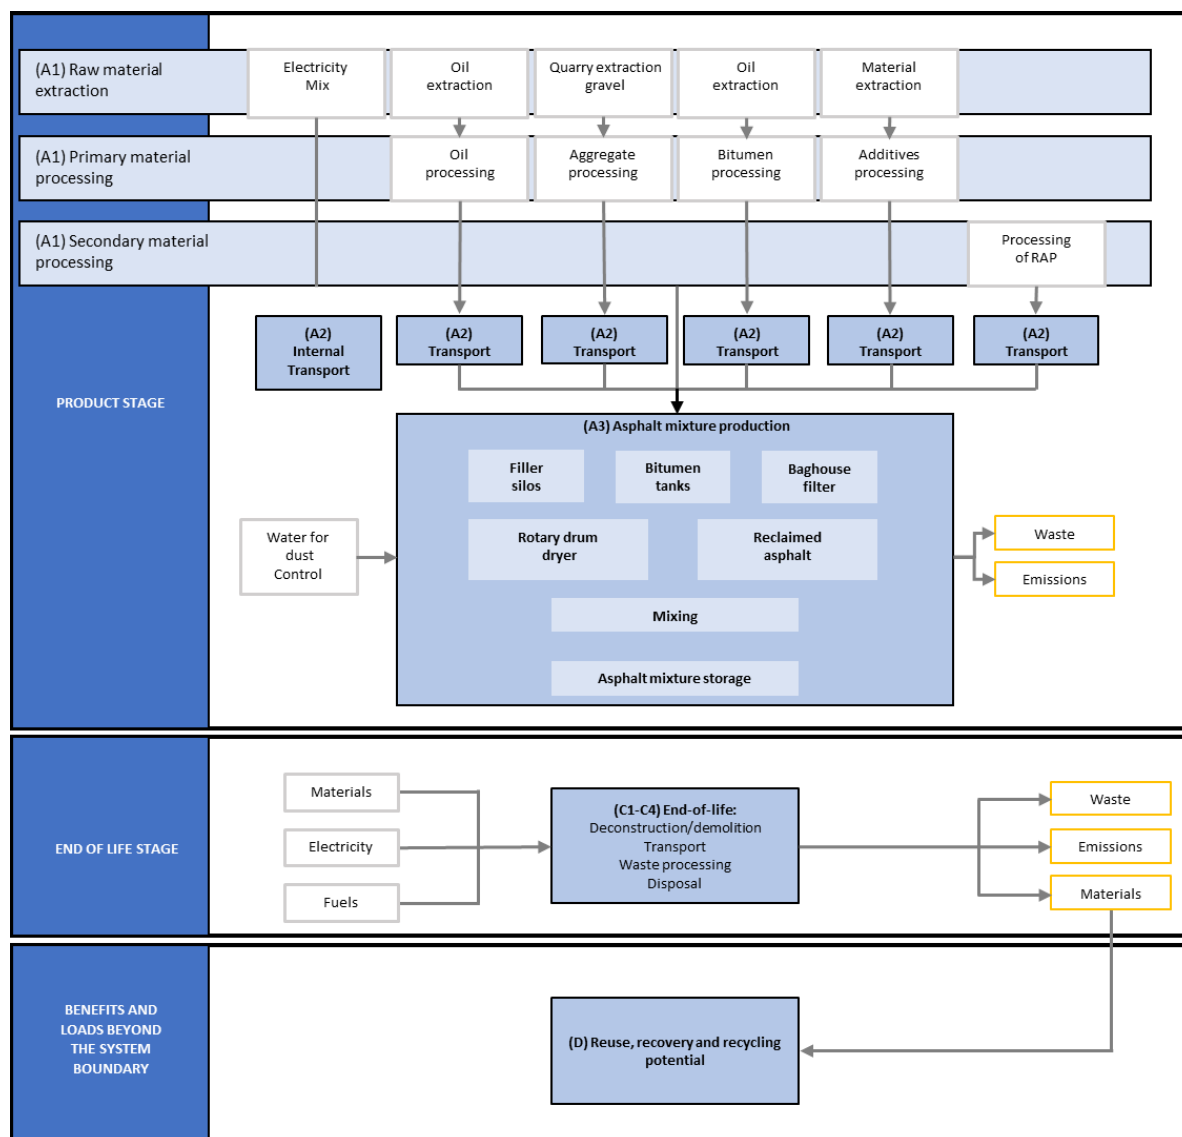 (A1) Raw material
extraction
Electricity
Mix
Oil
extraction
Quarry extraction
gravel
Oil
extraction
Material
extraction
(A1) Primary material
processing
Oil
processing
Aggregate
processing
Bitumen
processing
Additives
processing
(A1) Secondary material
processing
Processing
of RAP
(A2)
Internal
Transport
(A2)
Transport
(A2)
Transport
(A2)
Transport
(A2)
Transport
(A2)
Transport
PRODUCT STAGE
(A3) Asphalt mixture production
Filler
silos
Bitumen
tanks
Baghouse
filter
Water for
dust
Control
Rotary drum
dryer
Reclaimed
asphalt
Waste
Emissions
Mixing
Asphalt mixture storage
END OF LIFE STAGE
Materials
Electricity
Fuels
(C1-C4) End-of-life:
Deconstruction/demolition
Transport
Waste processing
Disposal
Waste
Emissions
Materials
BENEFITS AND
LOADS BEYOND
THE SYSTEM
BOUNDARY
(D) Reuse, recovery and recycling
potential